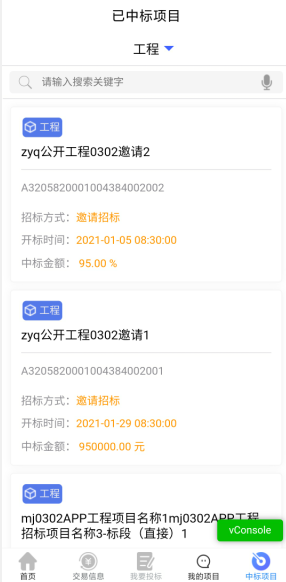 已中标项目
工程
请输入搜索关键字
工程
zyq公开工程0302邀请2
A3205820001004384002002
招标方式：邀请招标
开标时间：2021-01-05 08:30:00
中标金额： 95.00 %
工程
zyq公开工程0302邀请1
A3205820001004384002001
招标方式：邀请招标
开标时间：2021-01-29 08:30:00
中标金额： 950000.00 元
工程
mj0302APP工程项目名称1mj0302APP工程
招标项目名称3-标段（直接）1
vConsole
首页 交易信息 我要投标 我的项目 中标项目